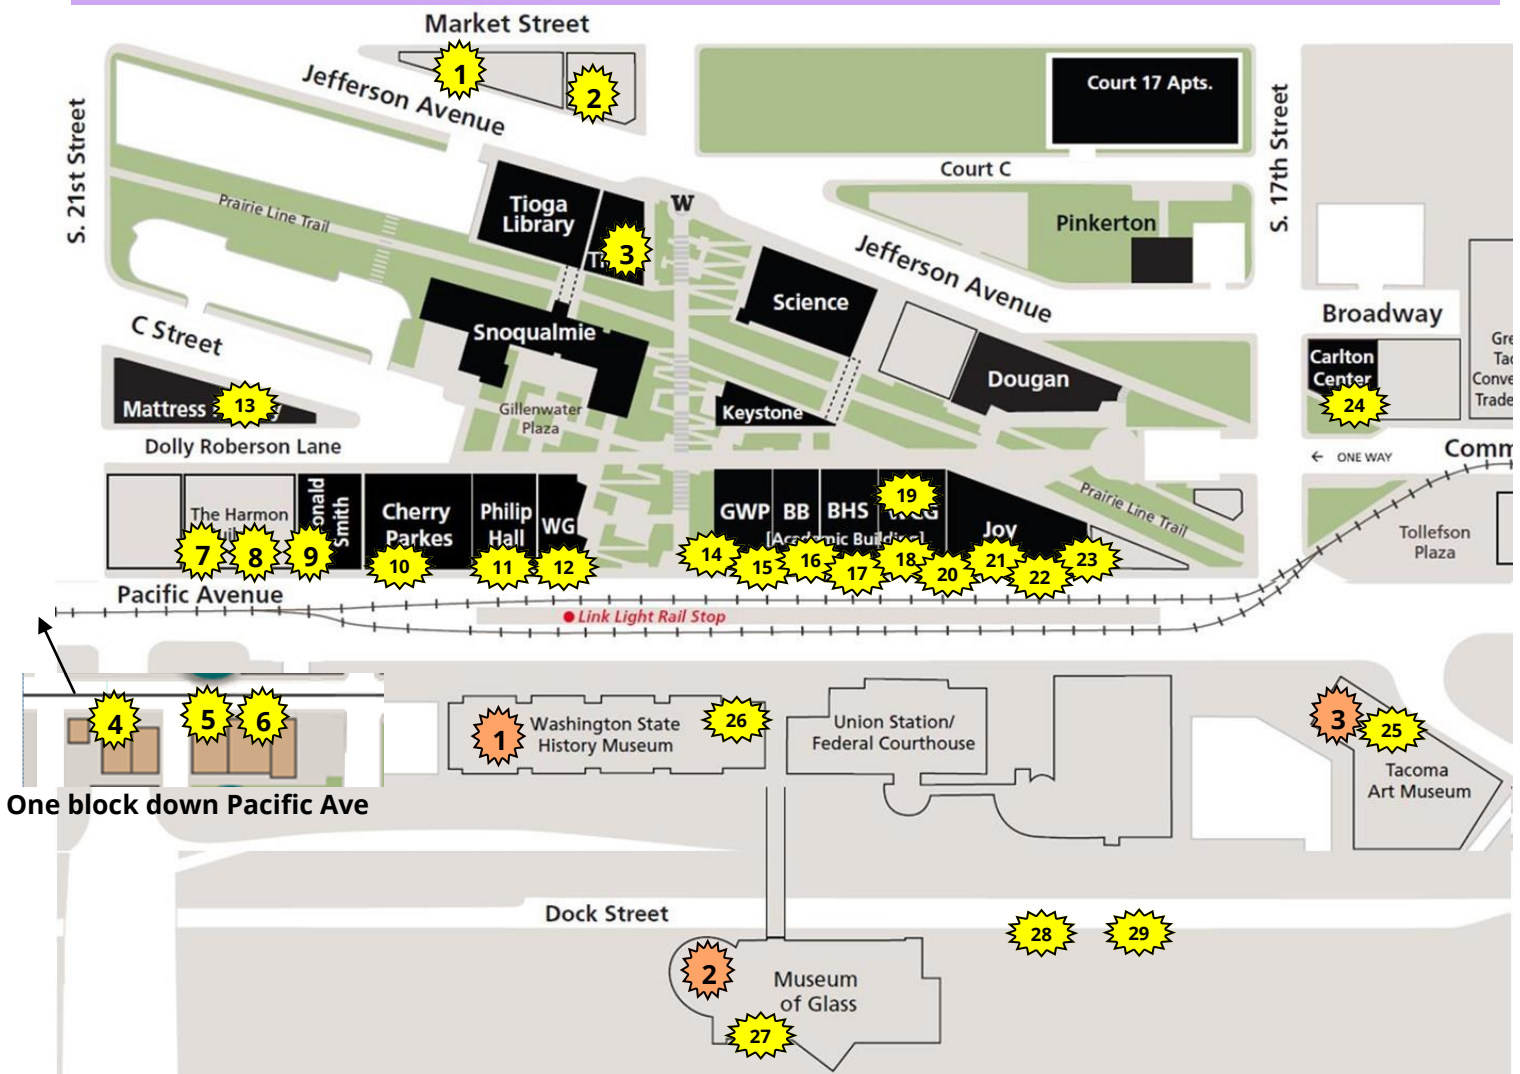 Market Street
1
2
Jefferson Avenue
Court 17 Apts.
S. 21st Street
S. 17th Street
Court C
Prairie Line Trail
Tioga
Library
W
3
Pinkerton
Jefferson Avenue
Science
Snoqualmie
C Street
Broadway
Carlton
Center
24
Dougan
Mattress
13
Gillenwater
Plaza
Keystone
Dolly Roberson Lane
← ONE WAY
The Harmon
Smith
Cherry
Parkes
Philip
Hall
WG
GWP
BB
BHS
19
Joy
[Academic Building]
Prairie Line Trail
Tollefson
Plaza
7
8
9
10
11
12
14
15
16
17
18
20
21
22
23
Pacific Avenue
Link Light Rail Stop
4
5
6
One block down Pacific Ave
1
Washington State
History Museum
26
Union Station/
Federal Courthouse
3
25
Tacoma
Art Museum
Dock Street
28
29
2
Museum
of Glass
27